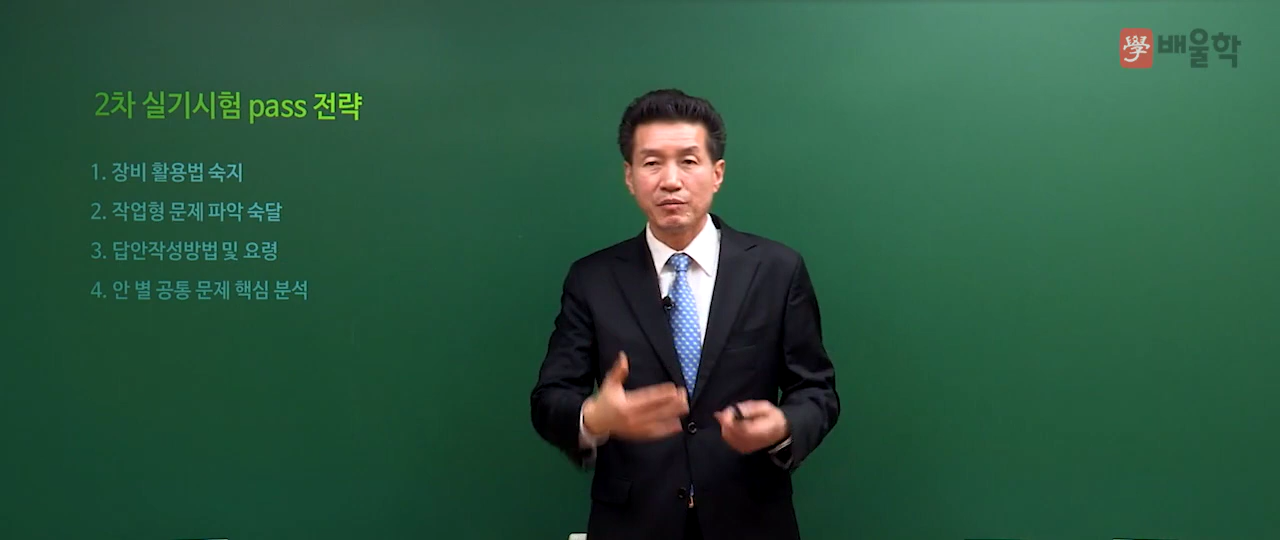 學 배울학
2차 실기시험 pass 전략
1. 장비 활용법 숙지
2. 작업형 문제 파악 숙달
3. 답안작성방법 및 요령
4. 안 별 공통 문제 핵심 분석